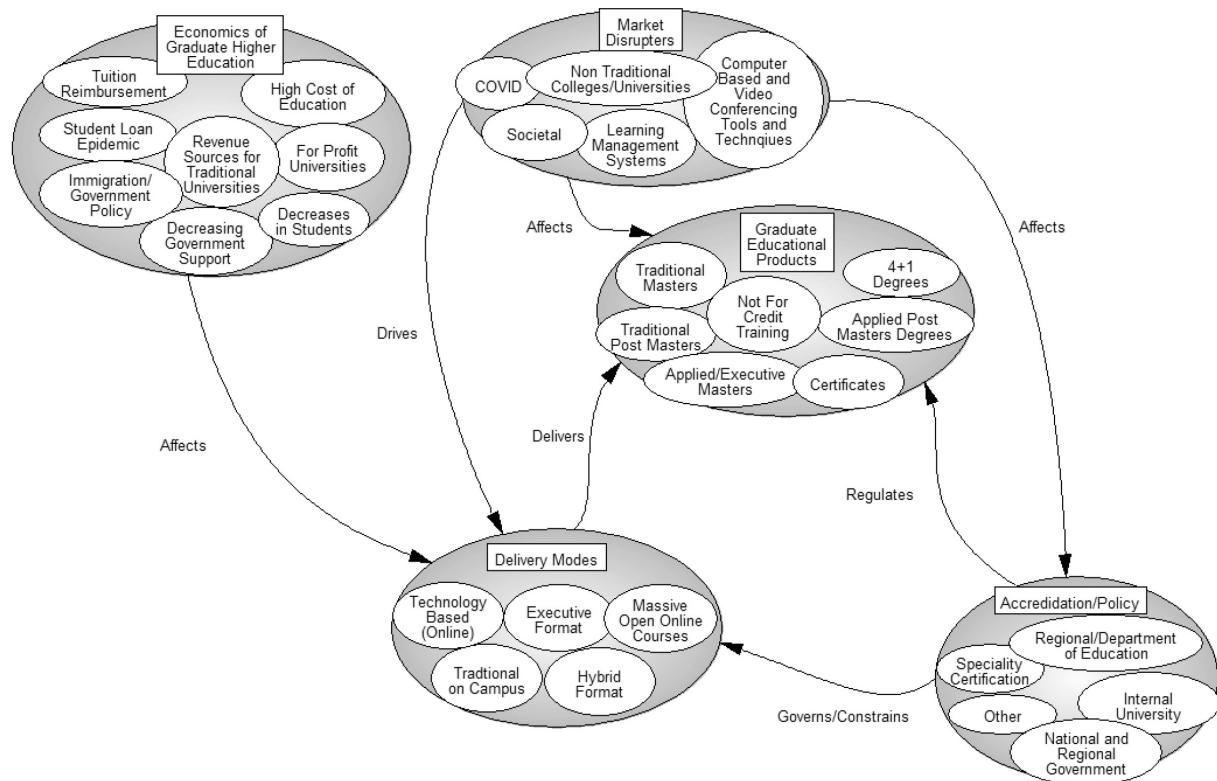 Economics of
Graduate Higher
Education
Tuition
Reimbursement
High Cost of
Education
Student Loan
Epidemic
Revenue
Sources for
Traditional
Universities
For Profit
Universities
Immigration/
Government
Policy
Decreasing
Government
Support
Decreases
in Students
Market
Disrupters
COVID
Non Traditional
Colleges/Universities
Computer
Based and
Video
Conferencing
Tools and
Technqiues
Societal
Learning
Management
Systems
Affects
Affects
Drives
Graduate
Educational
Products
Traditional
Masters
4+1
Degrees
Not For
Credit
Training
Traditional
Post Masters
Applied Post
Masters Degrees
Applied/Executive
Masters
Certificates
Affects
Delivers
Regulates
Delivery Modes
Technology
Based
(Online)
Executive
Format
Massive
Open Online
Courses
Tradtional
on Campus
Hybrid
Format
Governs/Constrains
Accredidation/Policy
Regional/Department
of Education
Speciality
Certification
Internal
University
Other
National and
Regional
Government